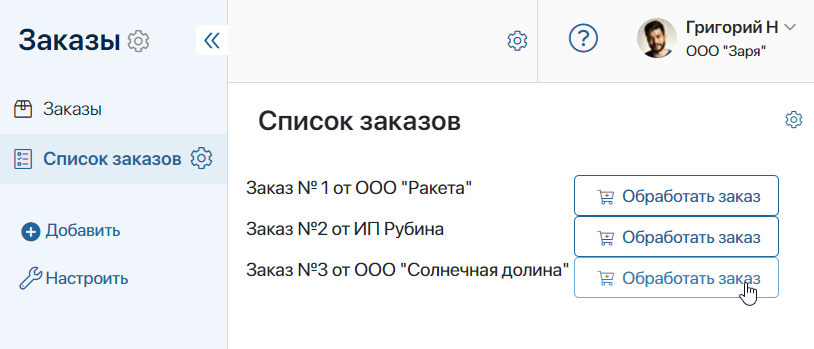 Заказы
Григорий Н
ООО "Заря"
Заказы
Список заказов
Добавить
Настроить
Список заказов
Заказ № 1 от ООО "Ракета"
Обработать заказ
Заказ №2 от ИП Рубина
Обработать заказ
Заказ №3 от ООО "Солнечная долина"
Обработать заказ